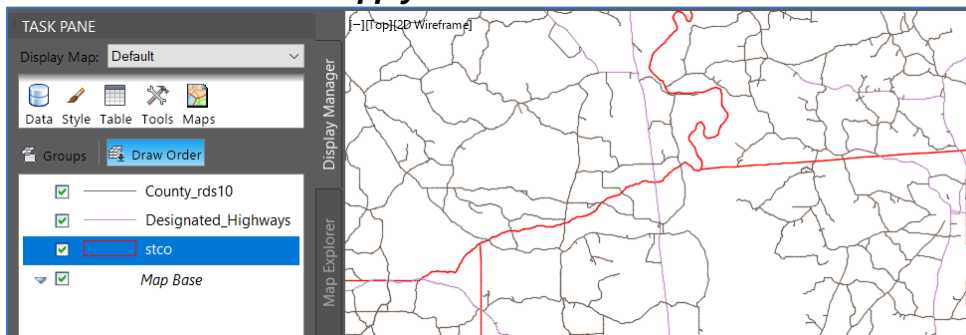 pply
TASK PANE
Display Map: Default
Data Style Table Tools Maps
Groups Draw Order
County_rds10
Designated_Highways
stco
Map Base
Display Manager
Map Explorer
[−][Top][2D Wireframe]